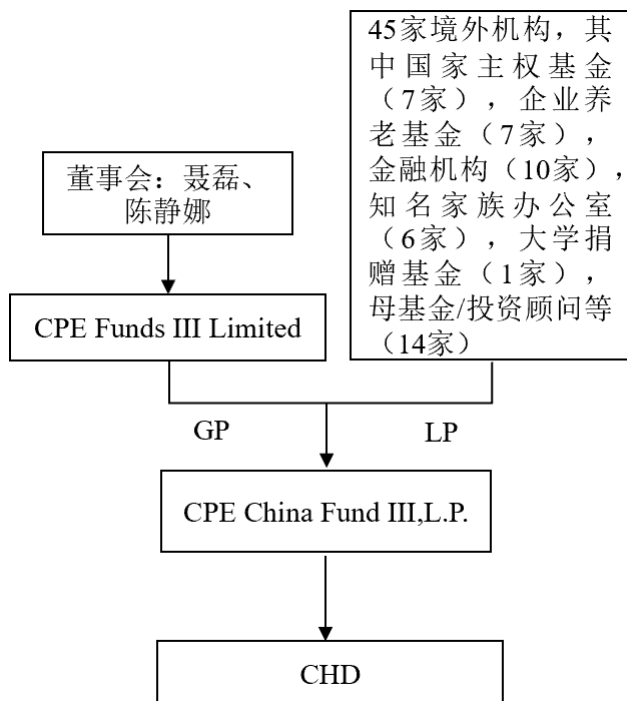 45家境外机构，其
中国家主权基金
（7家），企业养
老基金（7家），
金融机构（10家），
知名家族办公室
（6家），大学捐
赠基金（1家），
母基金/投资顾问等
（14家）
董事会：聂磊、
陈静娜
CPE Funds III Limited
GP
LP
CPE China Fund III,L.P.
CHD